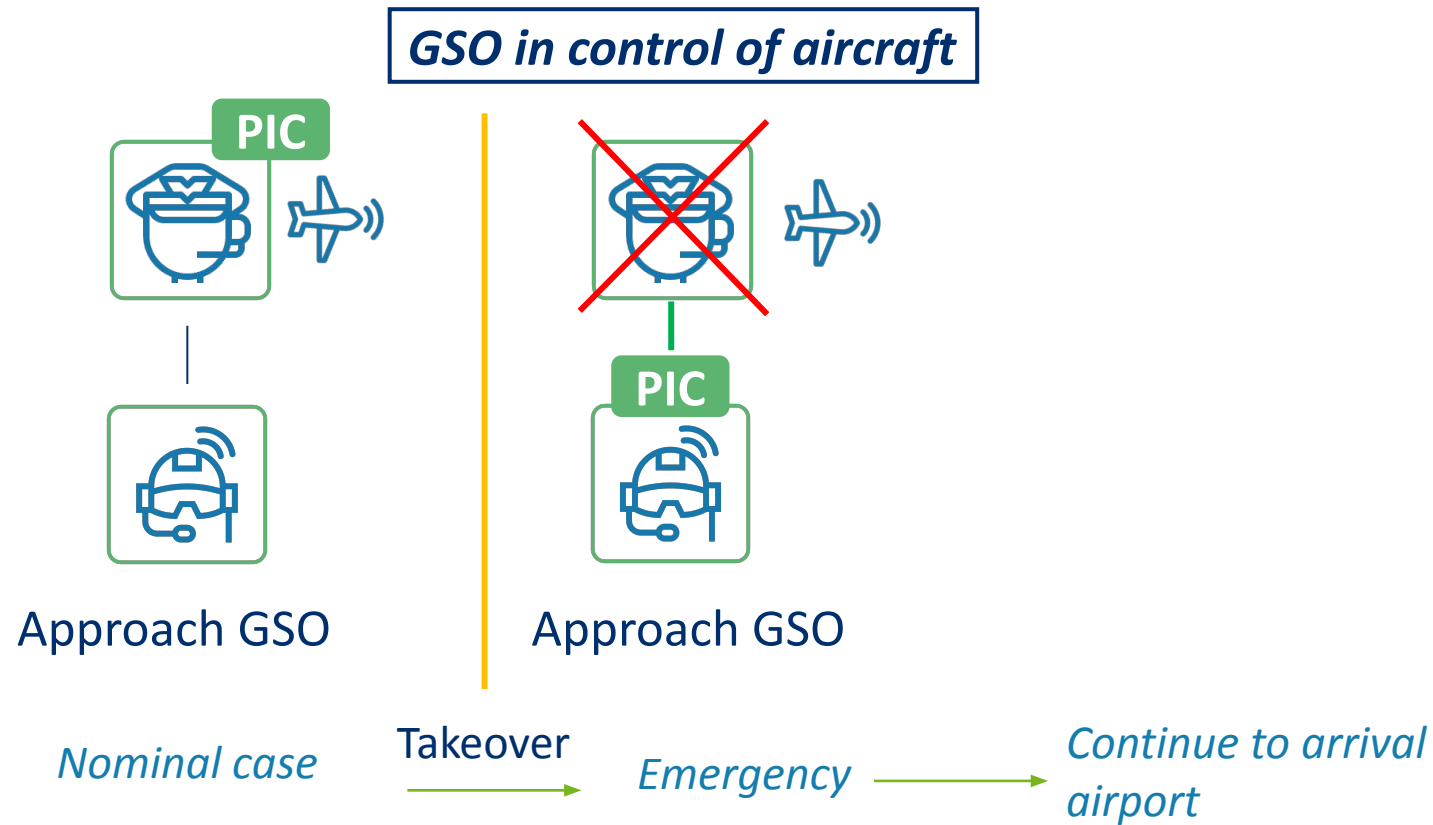 GSO in control of aircraft
PIC
PIC
Approach GSO
Approach GSO
Nominal case
Takeover
Emergency
Continue to arrival
airport